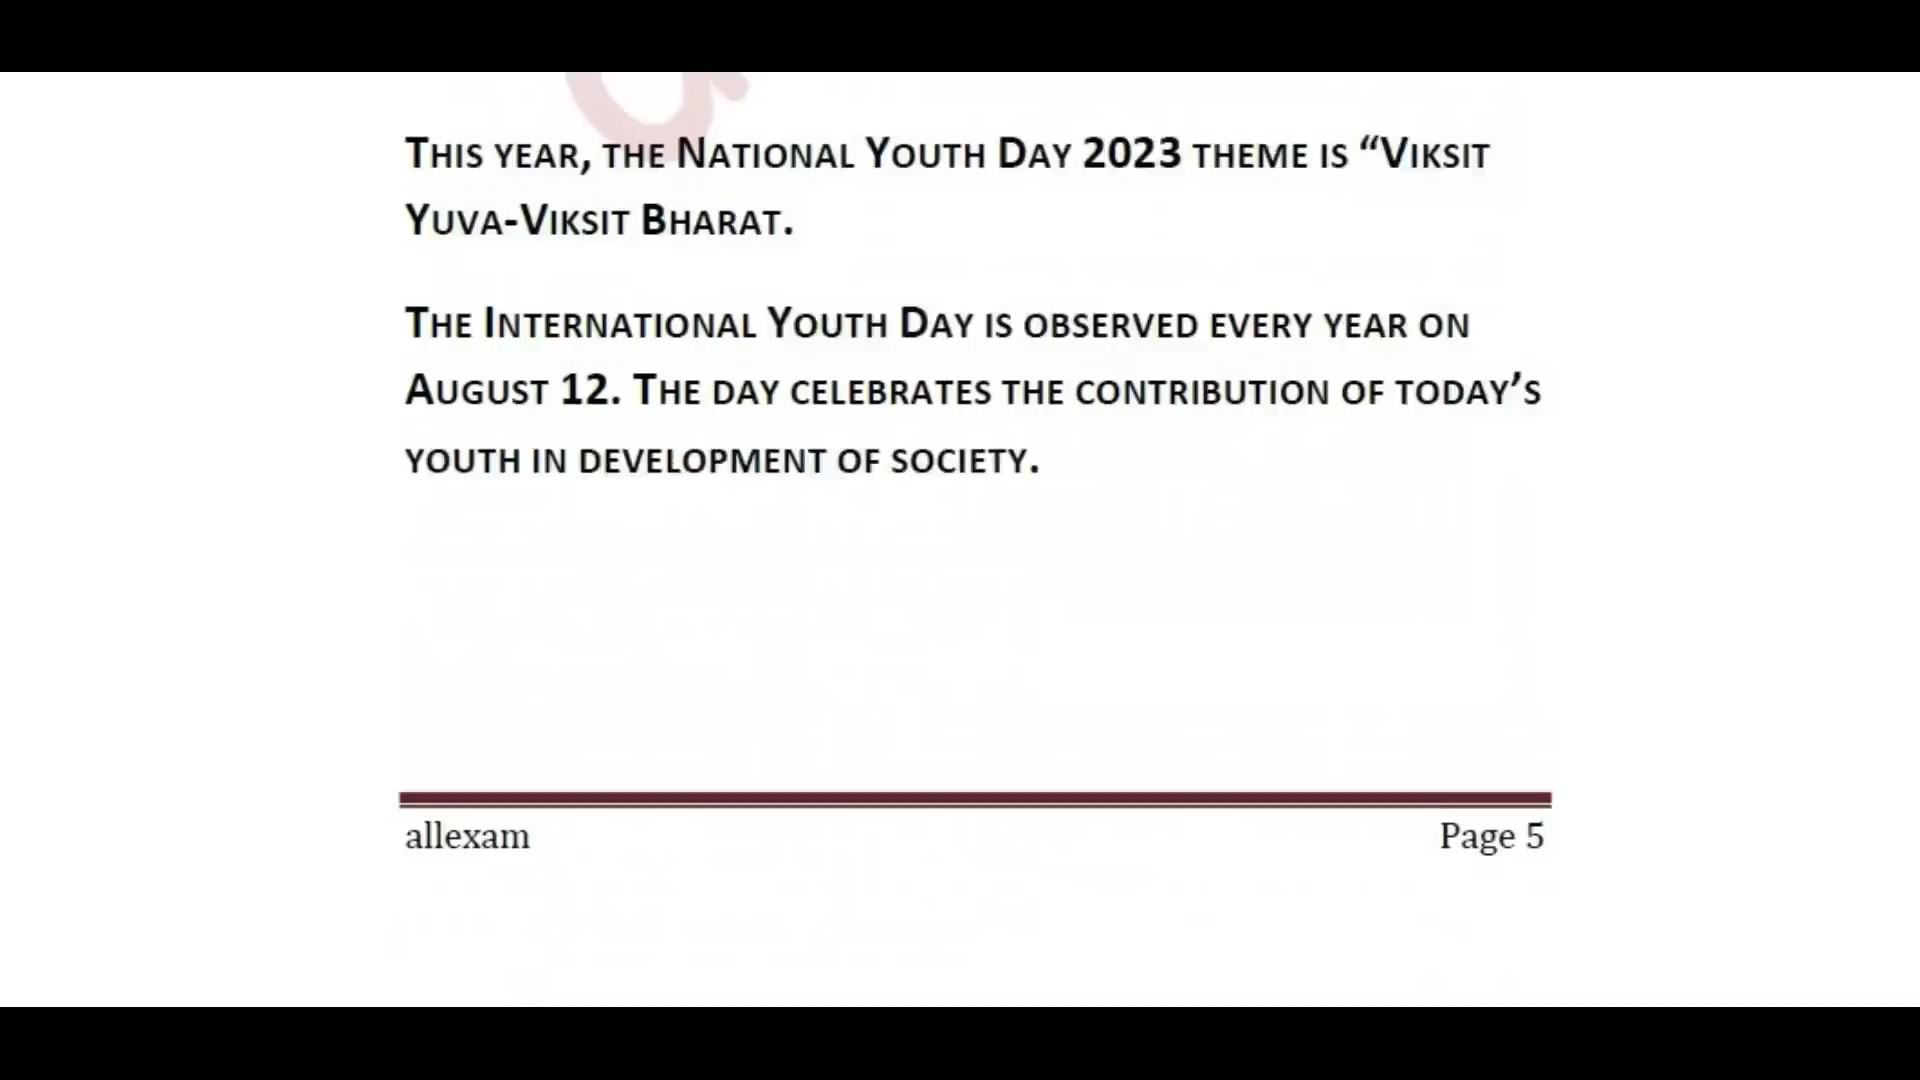 This year, the National Youth Day 2023 theme is “Viksit
Yuva-Viksit Bharat.
The International Youth Day is observed every year on
August 12. The day celebrates the contribution of today’s
youth in development of society.
allexam
Page 5